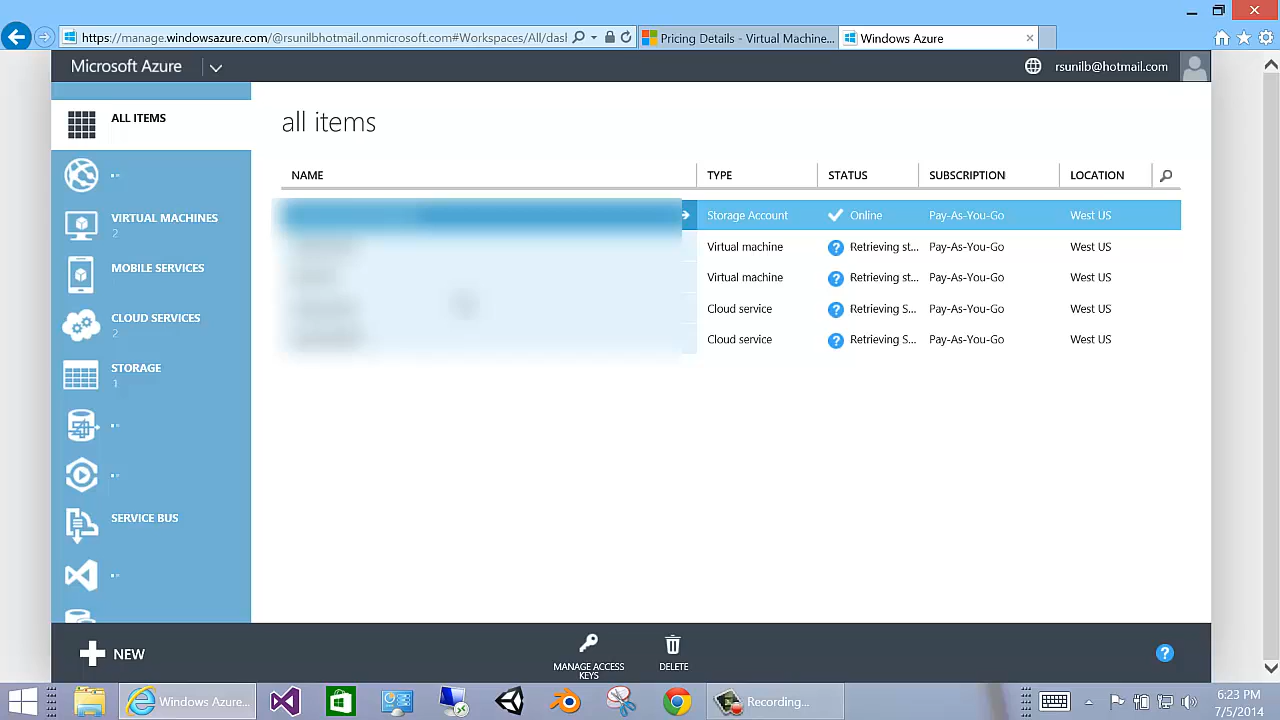 https://manage.windowsazure.com/@rsunilbhotmail.onmicrosoft.com#Workspaces/All/dasl
Pricing Details - Virtual Machine...
Windows Azure
Microsoft Azure
rsunilb@hotmail.com
ALL ITEMS
VIRTUAL MACHINES
2
MOBILE SERVICES
CLOUD SERVICES
2
STORAGE
1
SERVICE BUS
all items
NAME TYPE STATUS SUBSCRIPTION LOCATION
Storage Account Online Pay-As-You-Go West US
Virtual machine Retrieving st... Pay-As-You-Go West US
Virtual machine Retrieving st... Pay-As-You-Go West US
Cloud service Retrieving S... Pay-As-You-Go West US
Cloud service Retrieving S... Pay-As-You-Go West US
NEW
MANAGE ACCESS
KEYS
DELETE
Windows Azure...
Recording...
6:23 PM
7/5/2014